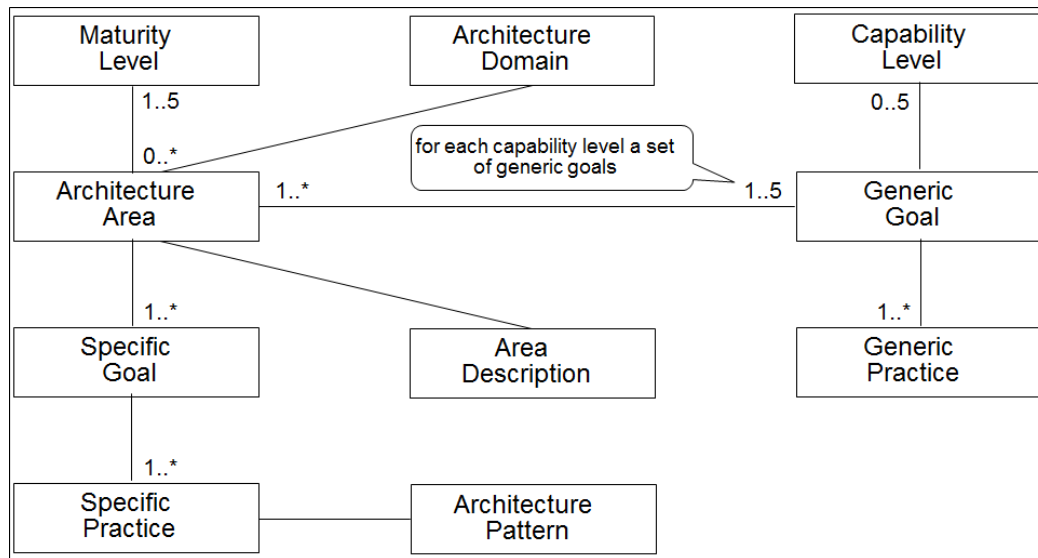 Maturity
Level
Architecture
Domain
Capability
Level
1..5
0..5
for each capability level a set
of generic goals
0..*
Architecture
Area
1..*
1..5
Generic
Goal
1..*
1..*
Specific
Goal
Area
Description
Generic
Practice
1..*
Specific
Practice
Architecture
Pattern